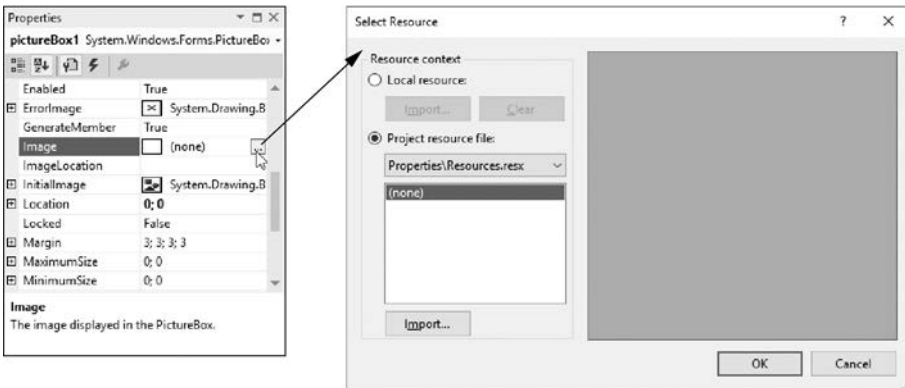 Properties
pictureBox1 System.Windows.Forms.PictureBox
Enabled True
ErrorImage System.Drawing.B
GenerateMember True
Image (none) ...
ImageLocation
InitialImage System.Drawing.B
Location 0; 0
Locked False
Margin 3; 3; 3; 3
MaximumSize 0; 0
MinimumSize 0; 0
Image
The image displayed in the PictureBox.
Select Resource ?
Resource context
Local resource:
Import... Clear
Project resource file:
Properties\Resources.resx
(none)
Import...
OK Cancel